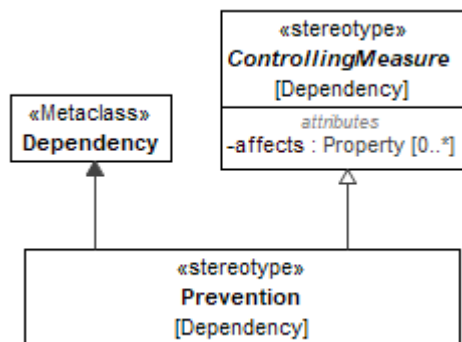 «stereotype»
ControllingMeasure
[Dependency]
attributes
-affects : Property [0..*]
«Metaclass»
Dependency
«stereotype»
Prevention
[Dependency]